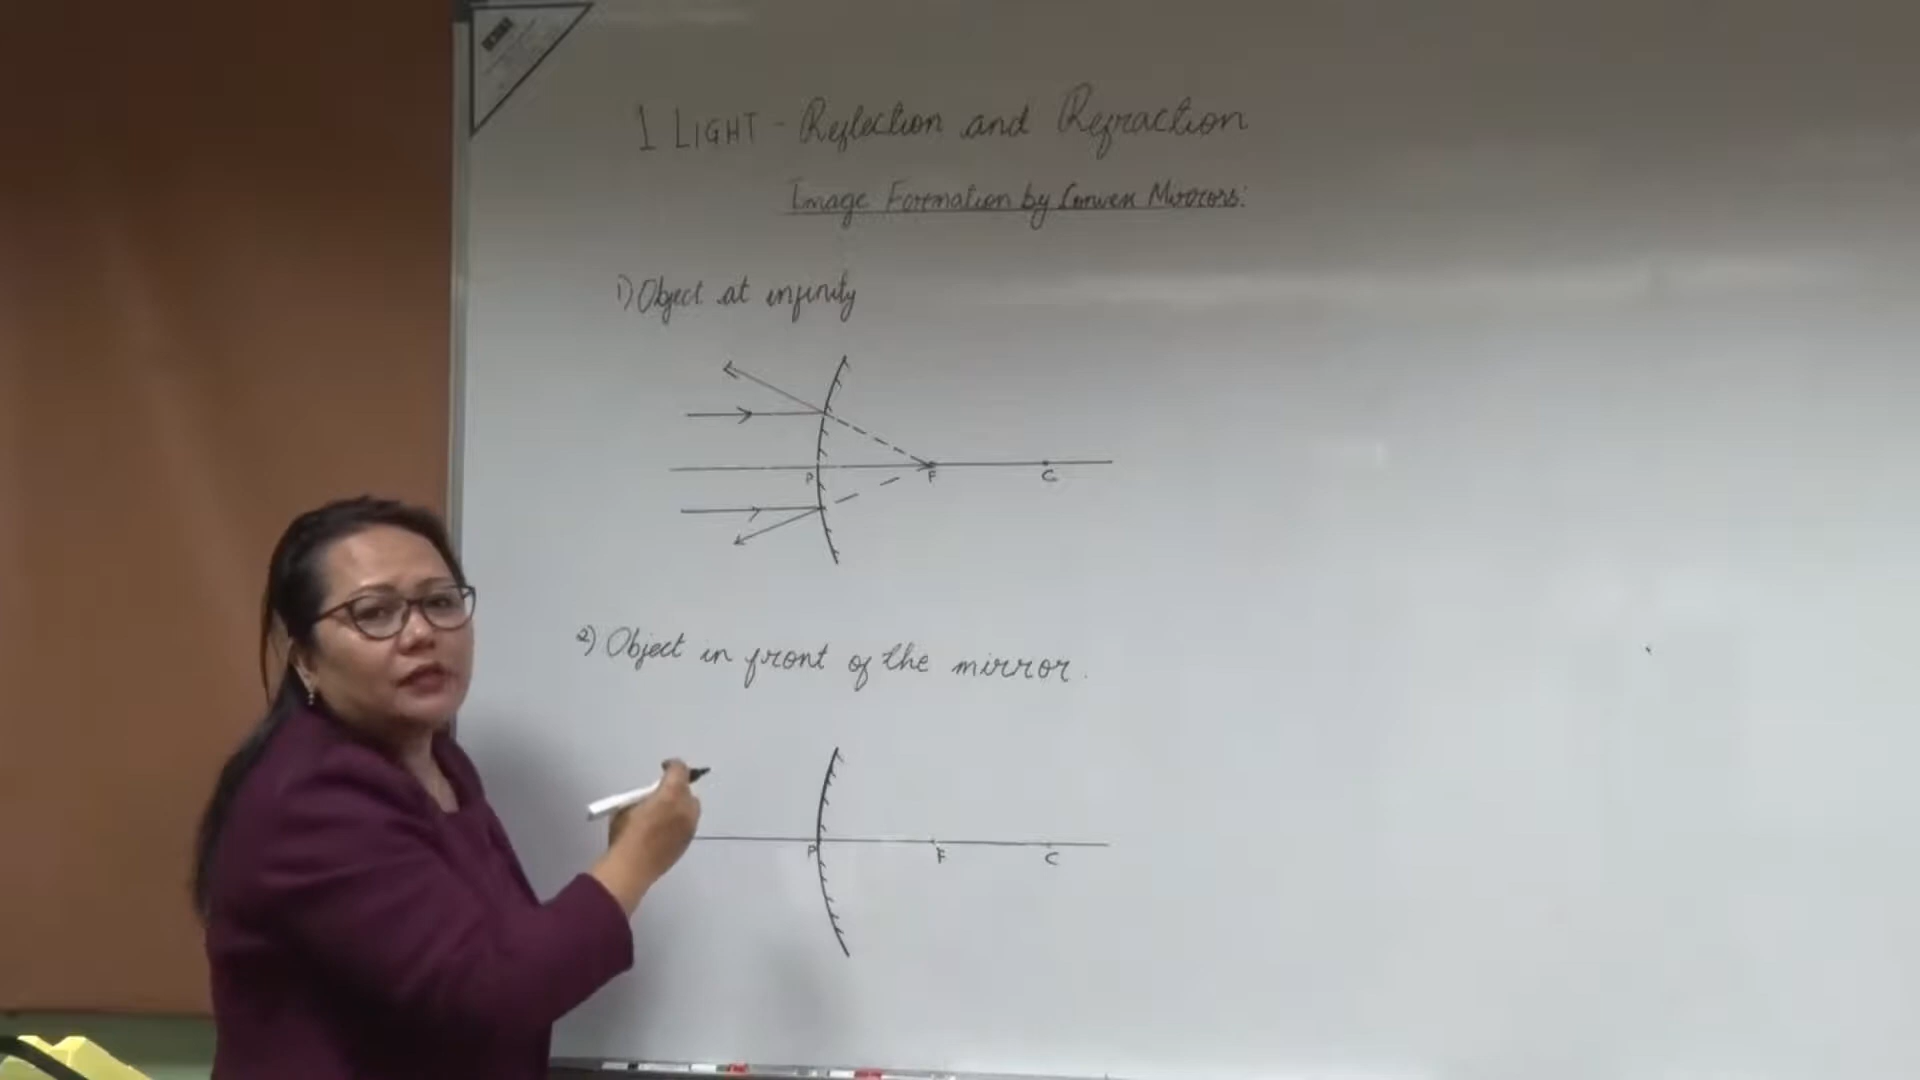 1 LIGHT - Reflection and Refraction
Image Formation by Convex Mirrors:
1) Object at infinity
P F C
2) Object in front of the mirror.
P F C